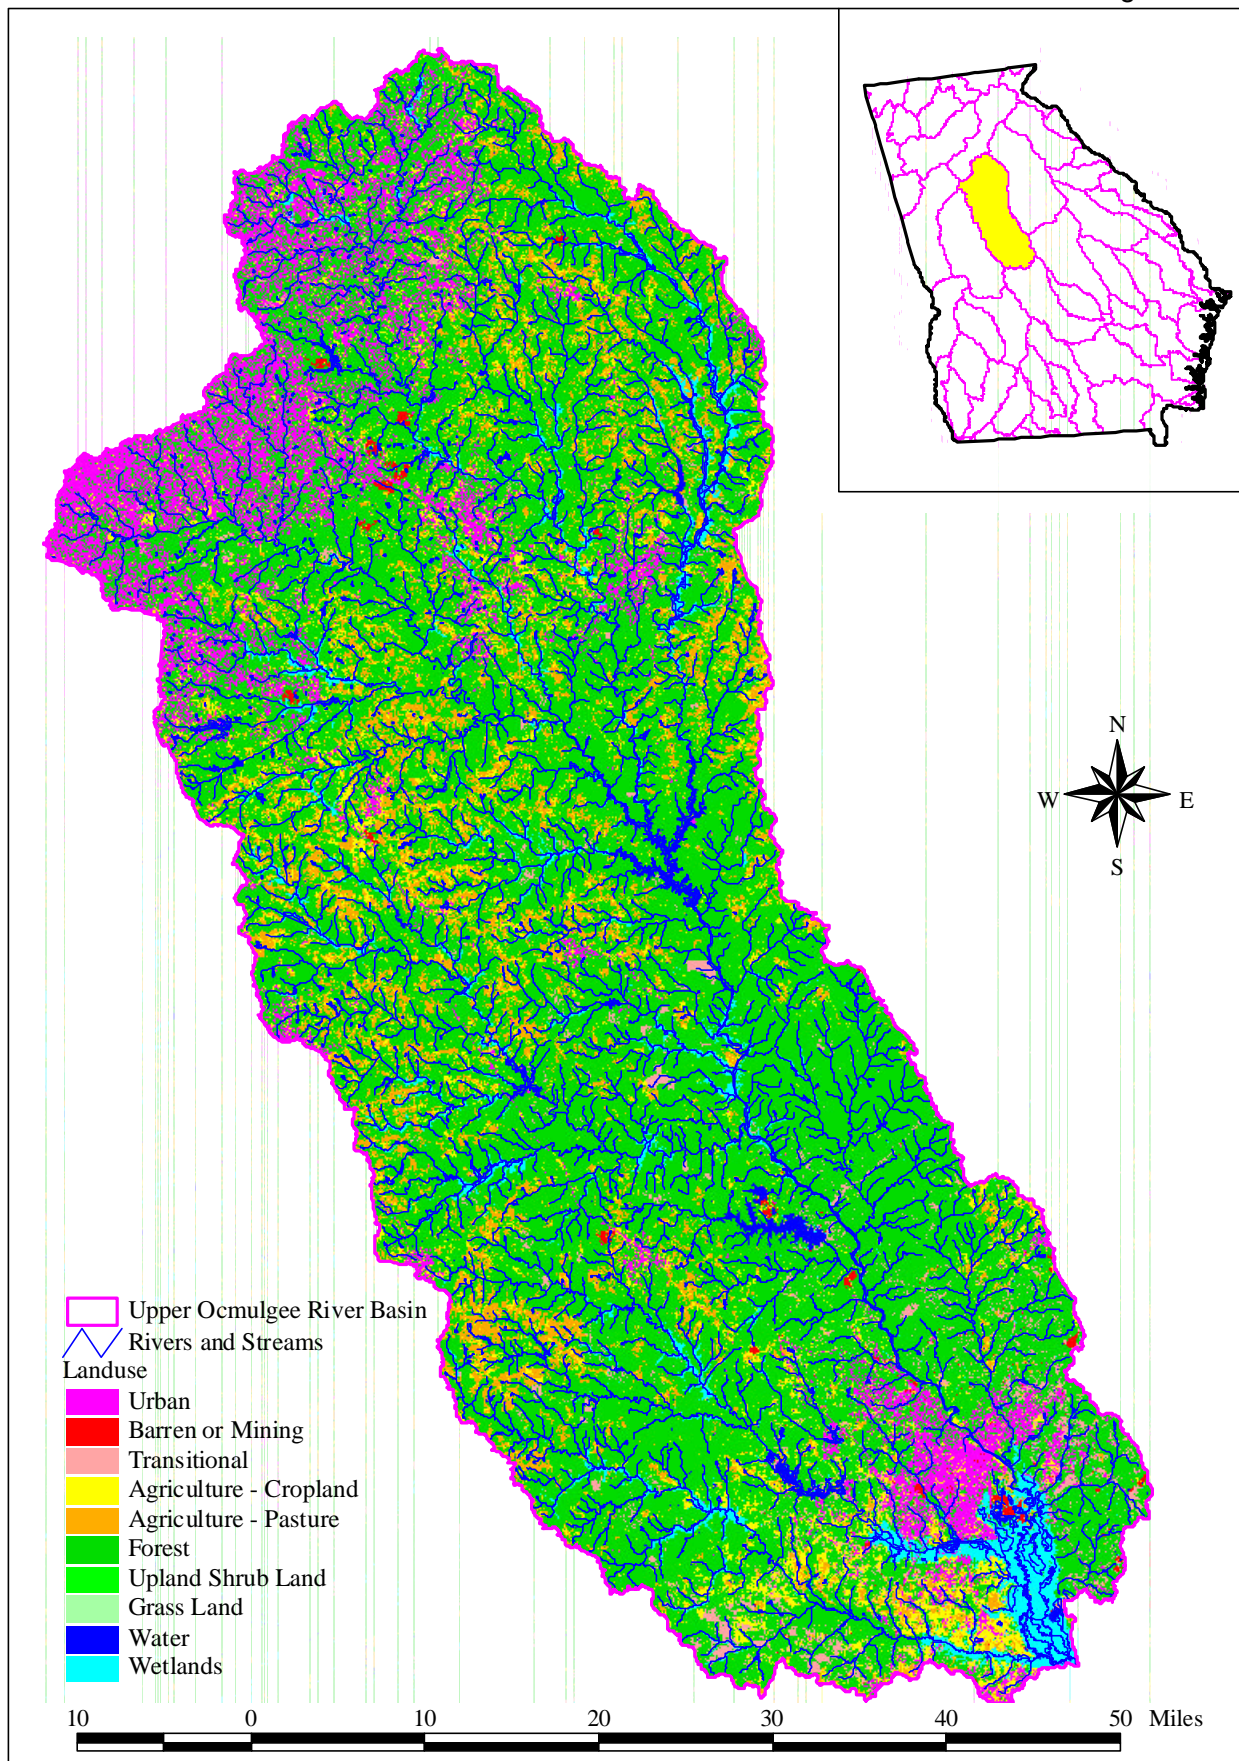 N
W E
S
Upper Ocmulgee River Basin
Rivers and Streams
Landuse
Urban
Barren or Mining
Transitional
Agriculture - Cropland
Agriculture - Pasture
Forest
Upland Shrub Land
Grass Land
Water
Wetlands
10 0 10 20 30 40 50 Miles